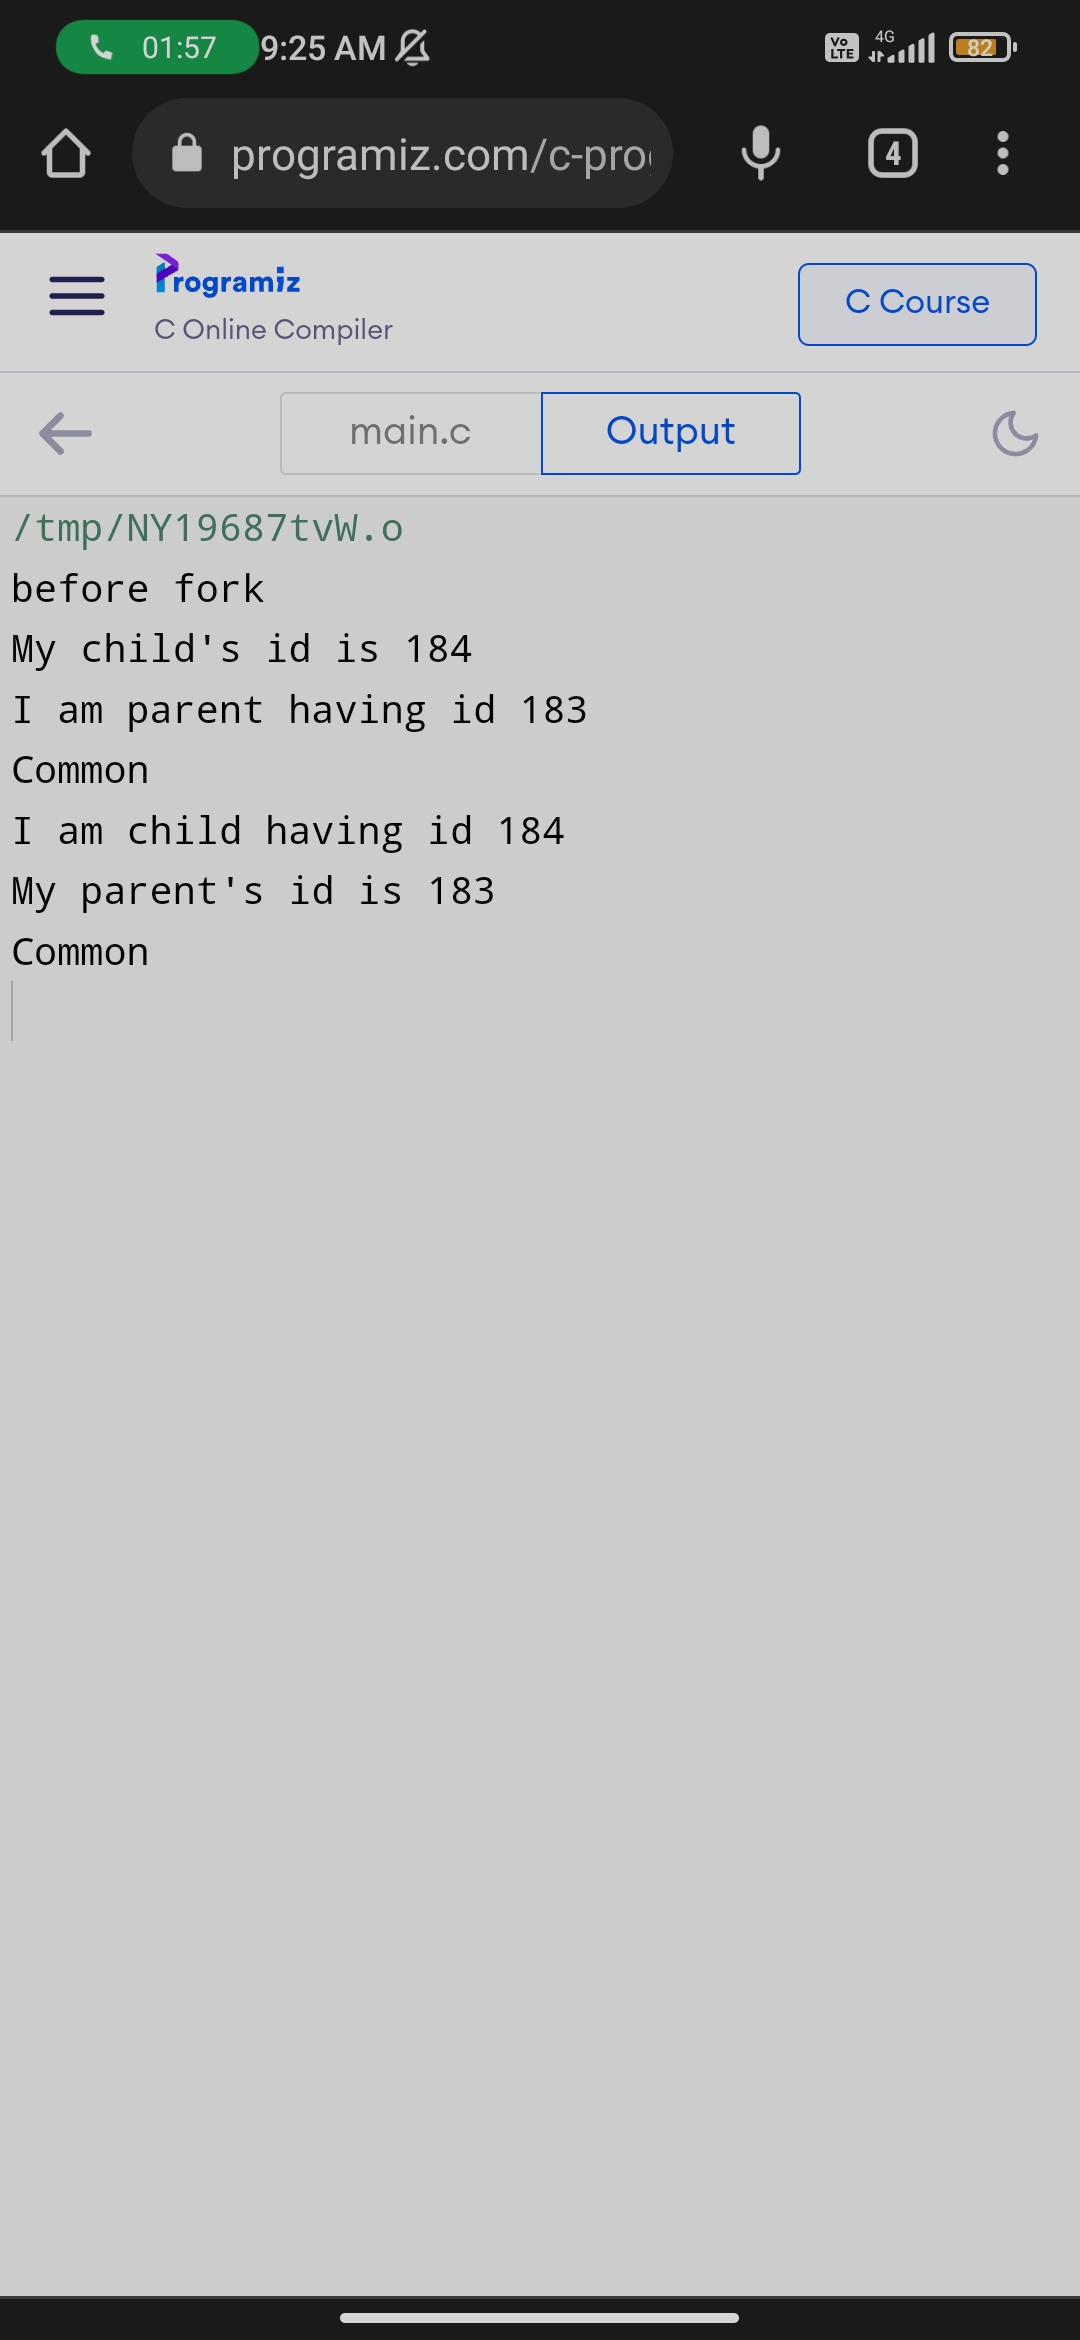 01:57 9:25 AM Vo LTE 4G 82
programiz.com/c-pro
4
Programiz
C Online Compiler
C Course
main.c Output
/tmp/NY19687tvW.o
before fork
My child's id is 184
I am parent having id 183
Common
I am child having id 184
My parent's id is 183
Common